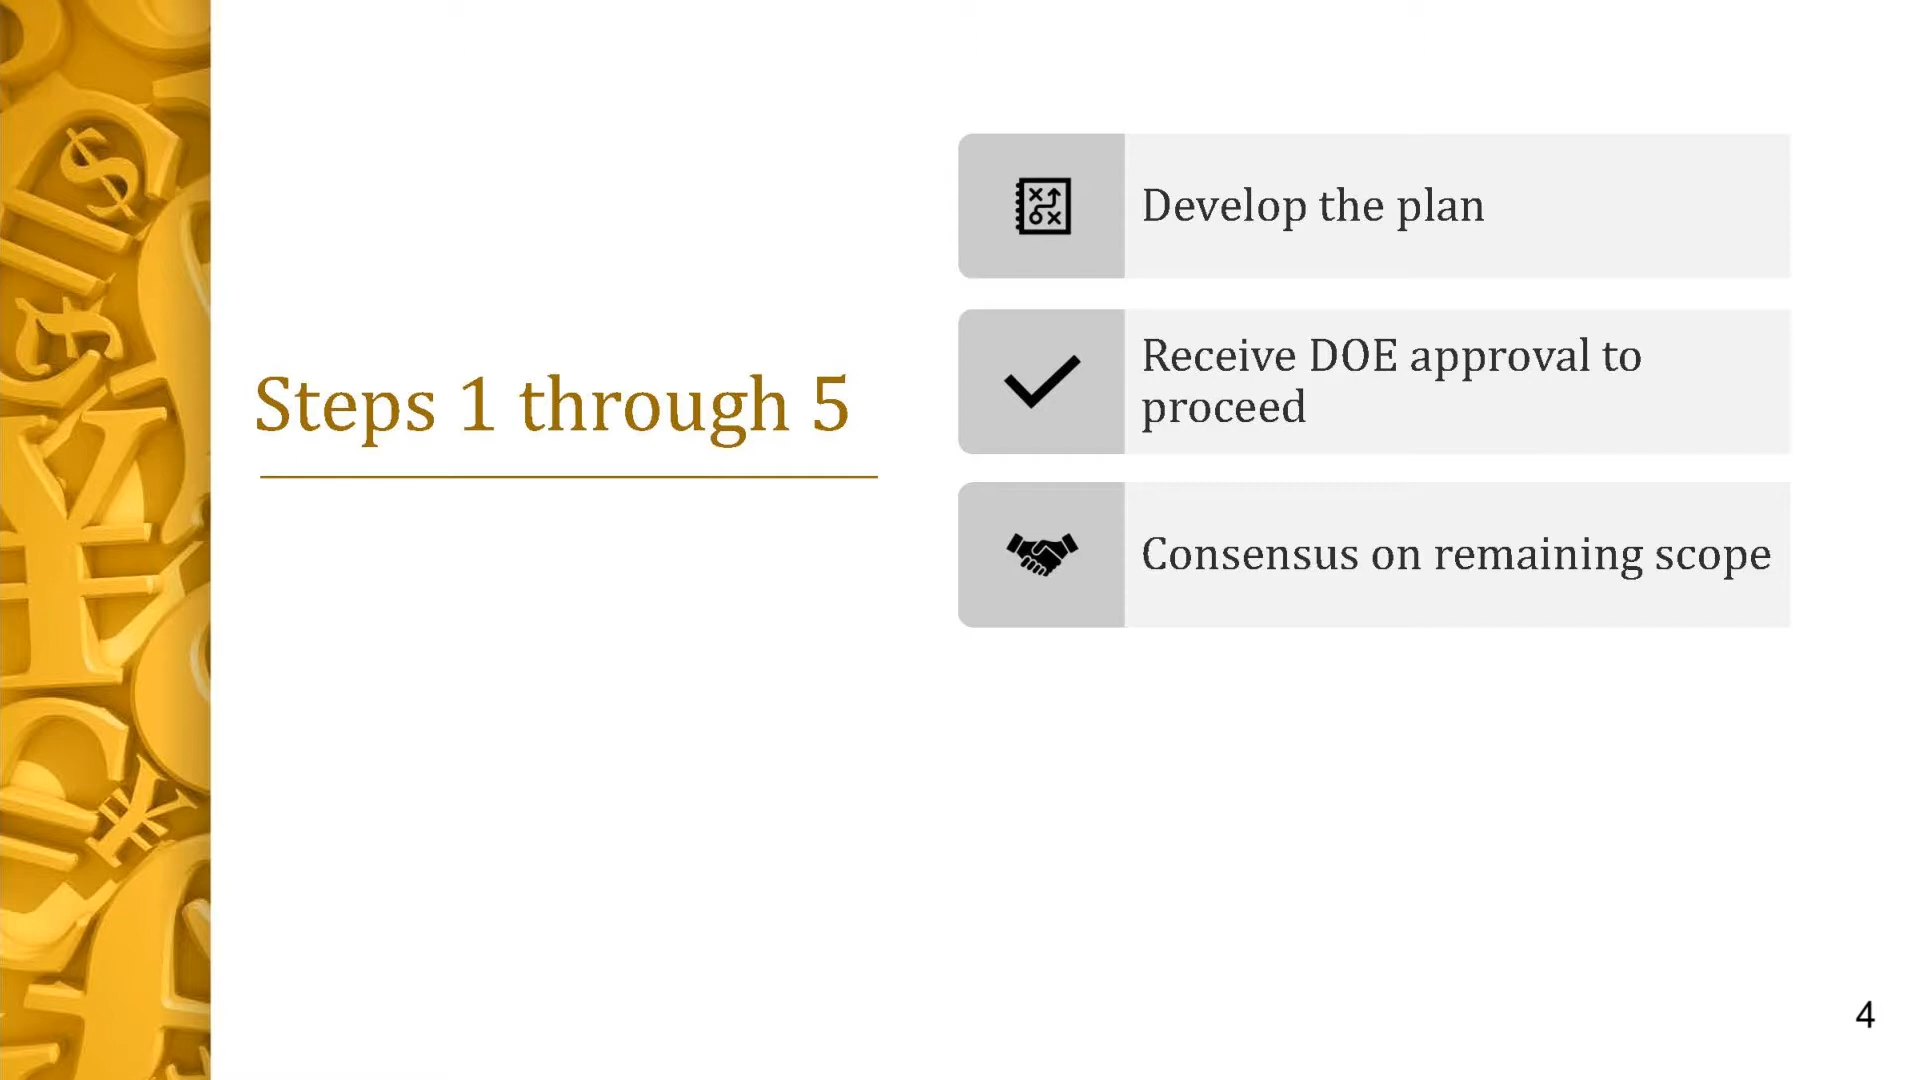 Steps 1 through 5
Develop the plan
Receive DOE approval to
proceed
Consensus on remaining scope
4